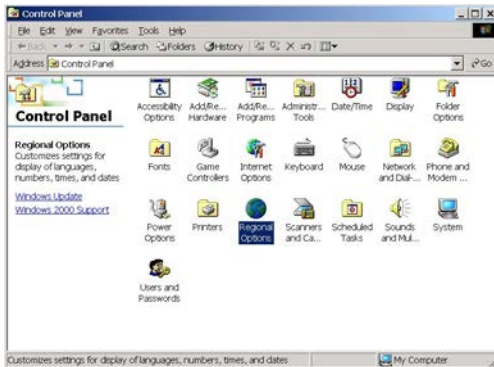 Control Panel
File Edit View Favorites Tools Help
Back Search Folders History
Address Control Panel Go
Control Panel
Regional Options
Customizes settings for
display of languages,
numbers, times, and dates
Windows Update
Windows 2000 Support
Accessibility Add/Re... Add/Re... Administr... Date/Time Display Folder
Options Hardware Programs Tools Options
Fonts Game Internet Keyboard Mouse Network Phone and
Controllers Options and Dial-... Modem ...
Power Printers Regional Scanners Scheduled Sounds System
Options Options and Ca... Tasks and Mul...
Users and
Passwords
Customizes settings for display of languages, numbers, times, and dates My Computer